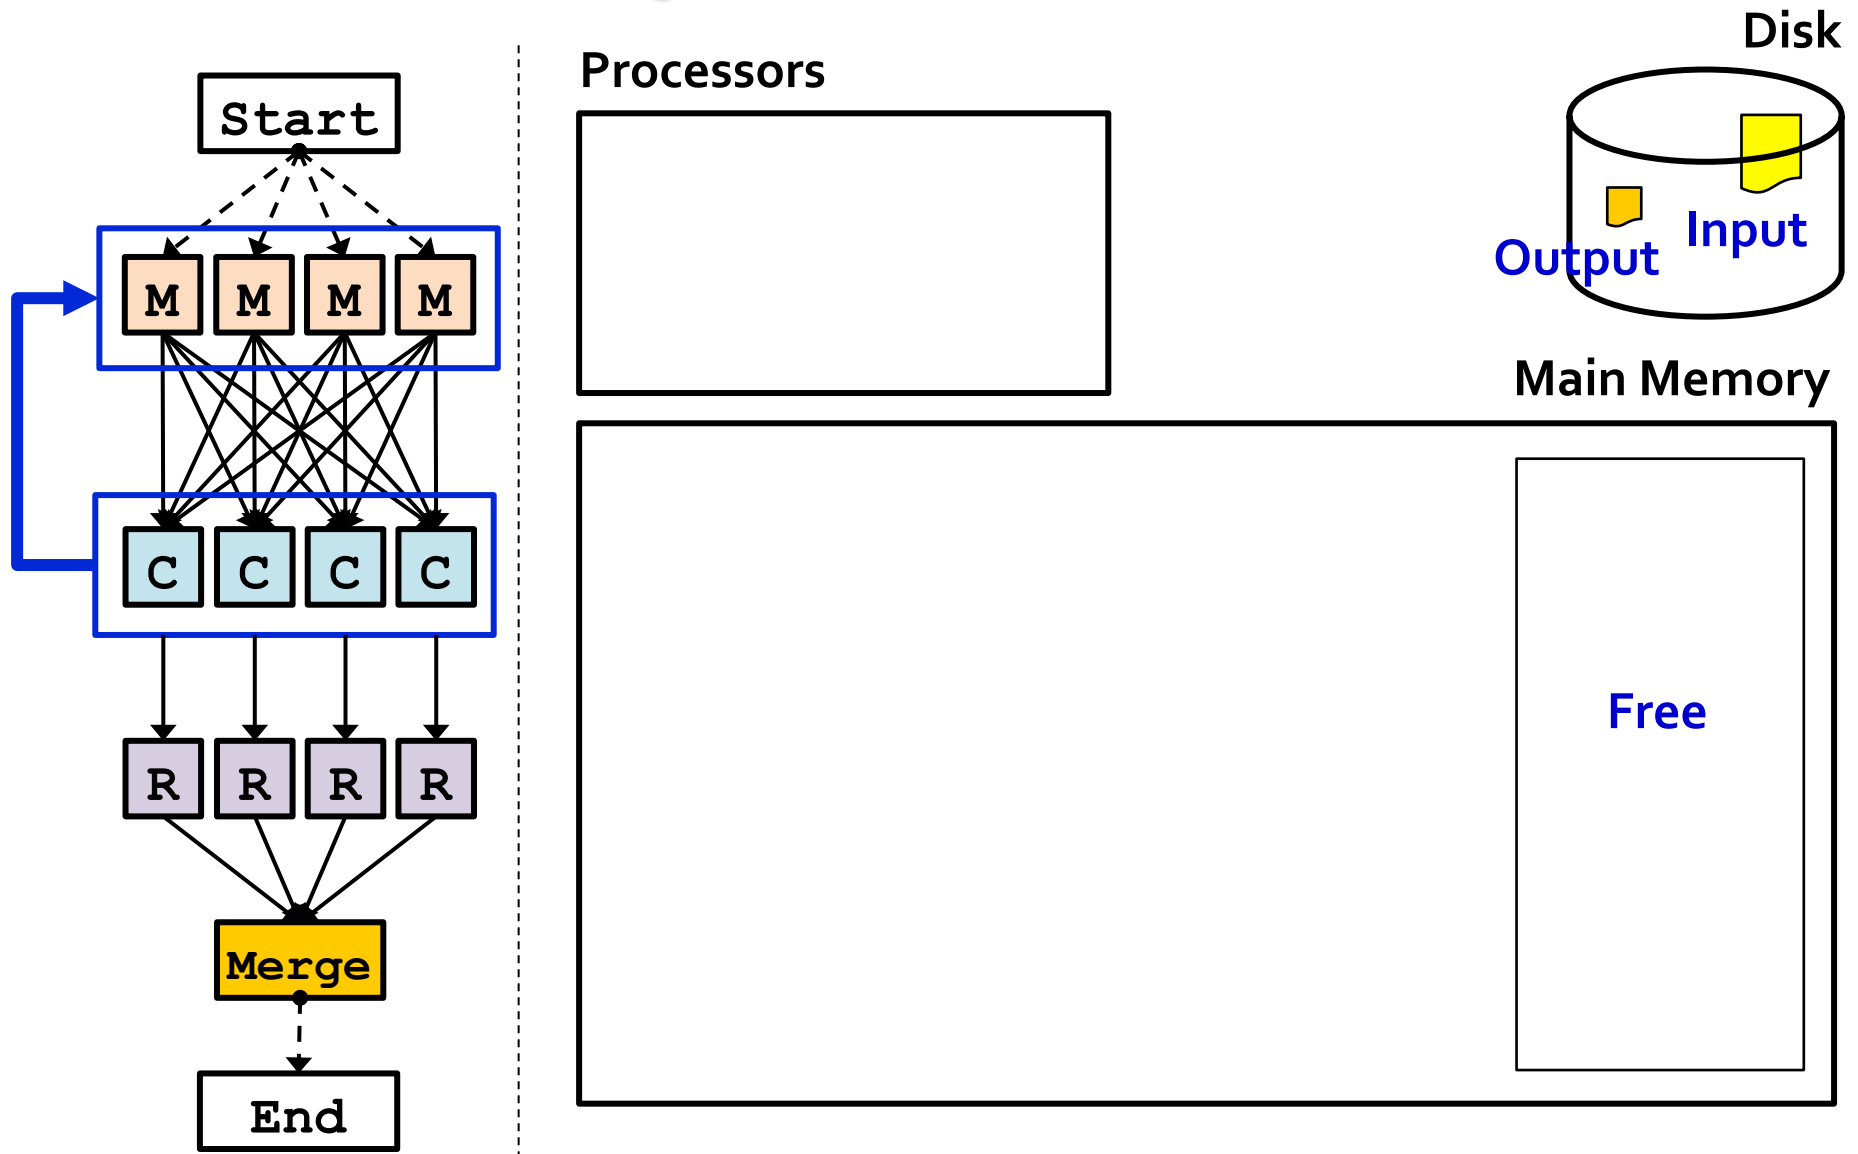 Start
M M M M
C C C C
R R R R
Merge
End
Processors
Disk
Input
Output
Main Memory
Free